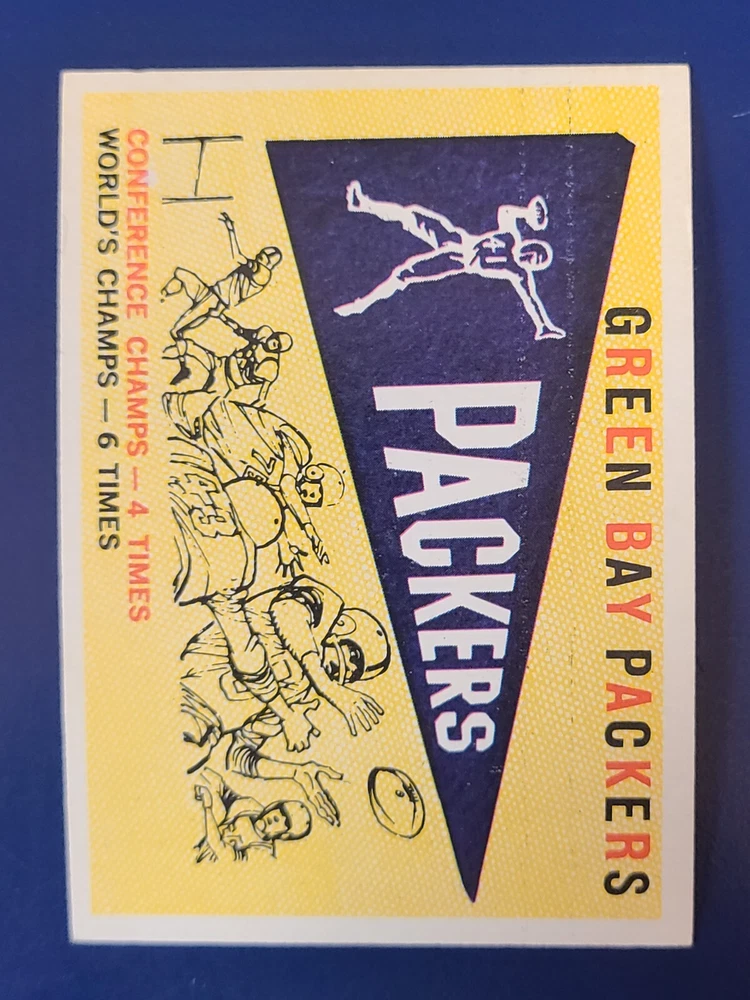 GREEN BAY PACKERS
PACKERS
CONFERENCE CHAMPS — 4 TIMES
WORLD'S CHAMPS — 6 TIMES